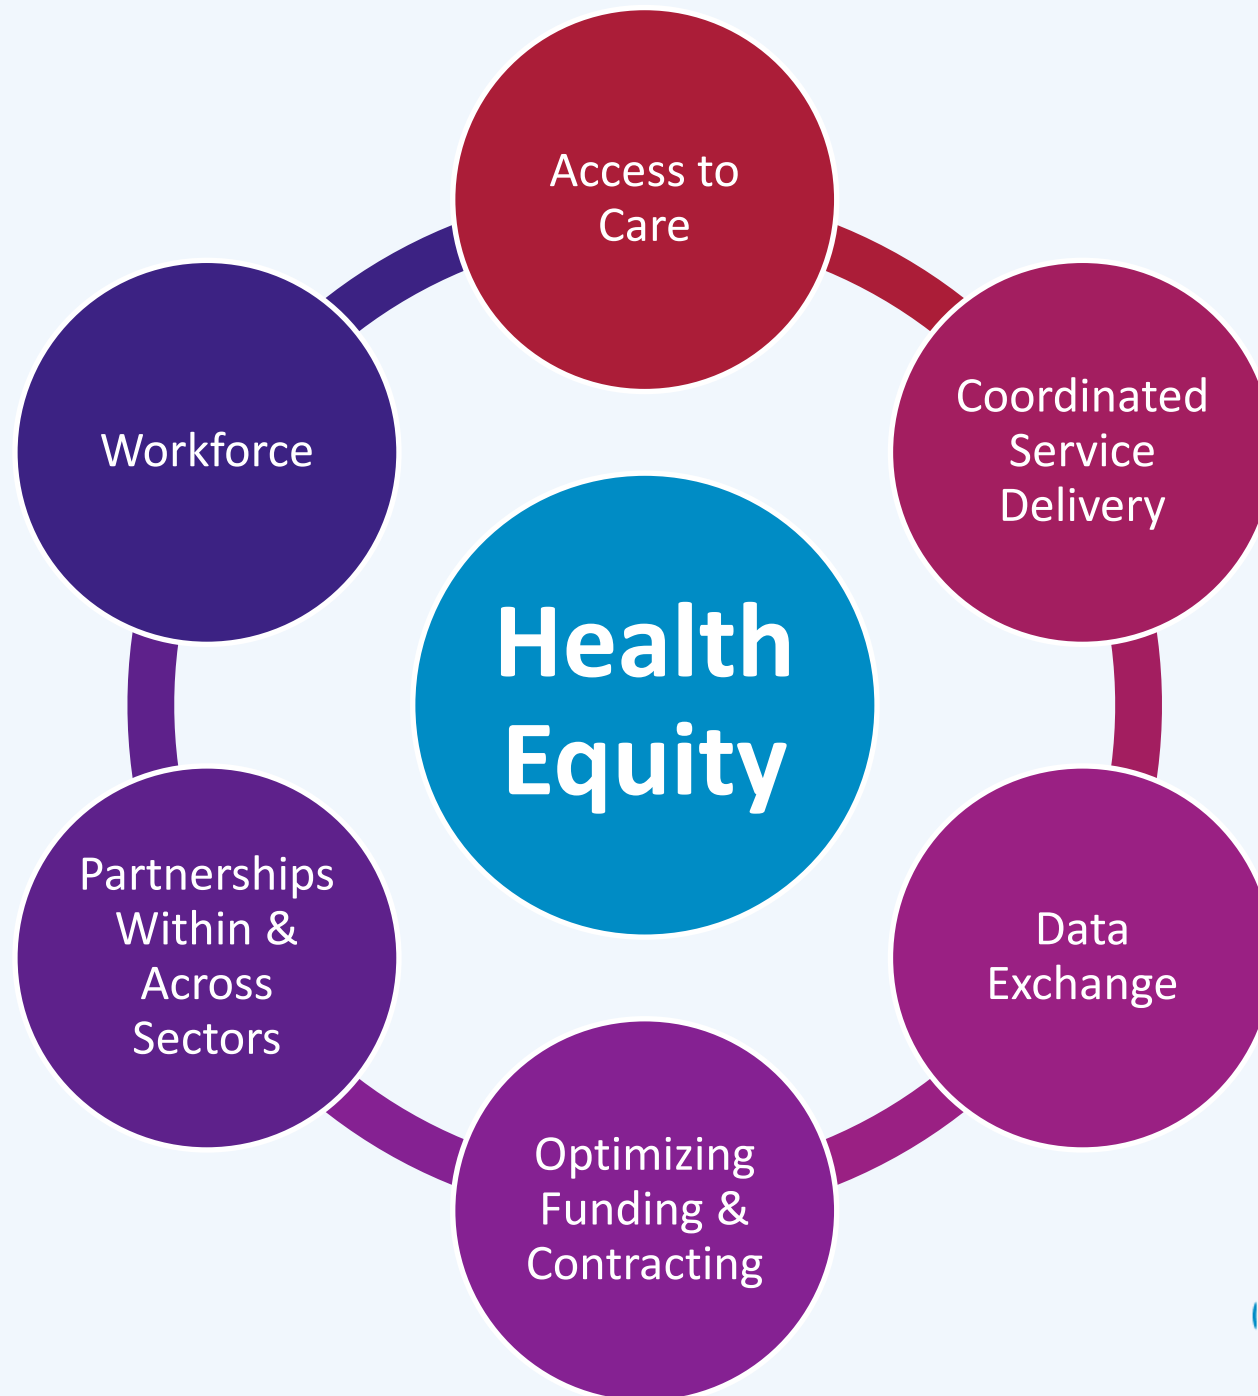 Access to
Care
Coordinated
Service
Delivery
Workforce
Health
Equity
Partnerships
Within &
Across
Sectors
Data
Exchange
Optimizing
Funding &
Contracting